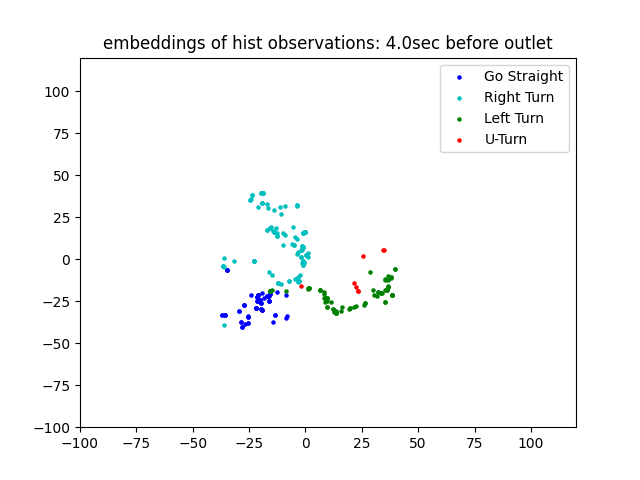 embeddings of hist observations: 4.0sec before outlet
Go Straight
Right Turn
Left Turn
U-Turn
100
75
50
25
0
−25
−50
−75
−100
−100 −75 −50 −25 0 25 50 75 100